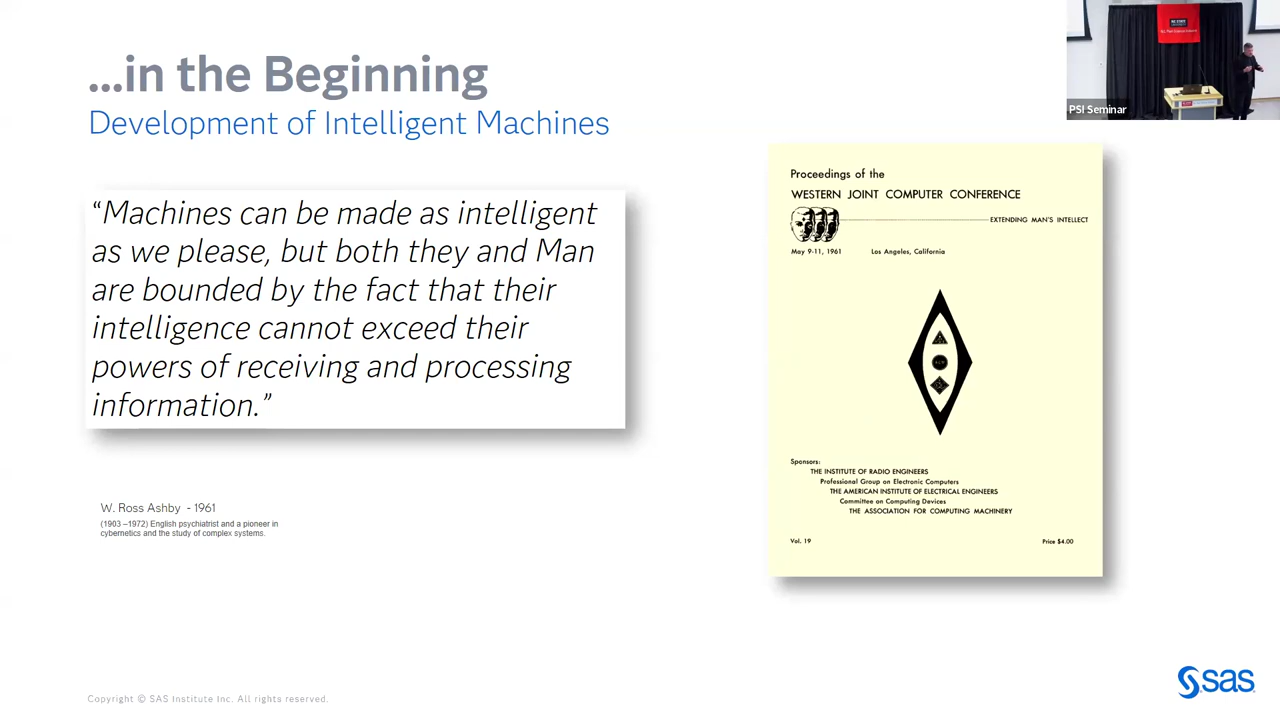 ...in the Beginning
Development of Intelligent Machines
“Machines can be made as intelligent
as we please, but both they and Man
are bounded by the fact that their
intelligence cannot exceed their
powers of receiving and processing
information.”
W. Ross Ashby - 1961
(1903 –1972) English psychiatrist and a pioneer in
cybernetics and the study of complex systems.
Proceedings of the
WESTERN JOINT COMPUTER CONFERENCE
EXTENDING MAN'S INTELLECT
May 9-11, 1961 Los Angeles, California
Sponsors:
THE INSTITUTE OF RADIO ENGINEERS
Professional Group on Electronic Computers
THE AMERICAN INSTITUTE OF ELECTRICAL ENGINEERS
Committee on Computing Devices
THE ASSOCIATION FOR COMPUTING MACHINERY
Vol. 19 Price $4.00
PSI Seminar
Copyright © SAS Institute Inc. All rights reserved.
sas